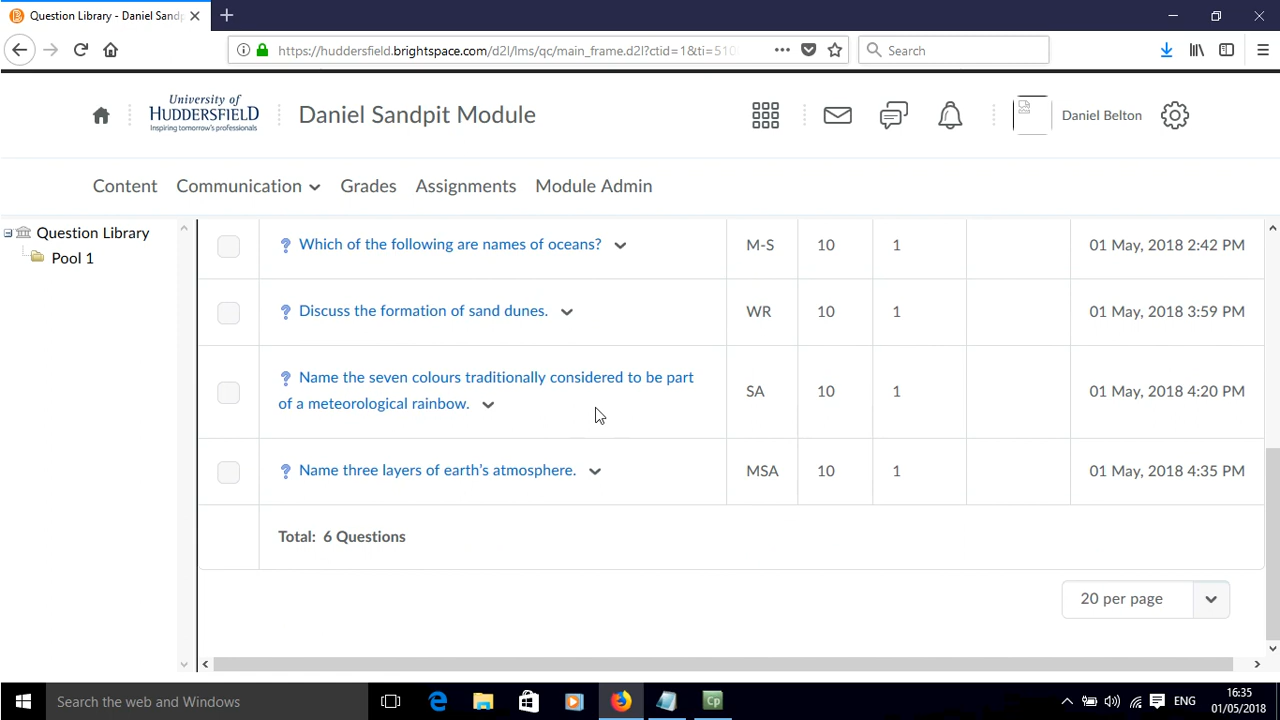 Question Library - Daniel Sandp
https://huddersfield.brightspace.com/d2l/lms/qc/main_frame.d2l?ctid=1&ti=510
Search
University of
HUDDERSFIELD
Inspiring tomorrow's professionals
Daniel Sandpit Module
Daniel Belton
Content
Communication
Grades
Assignments
Module Admin
Question Library
Pool 1
Which of the following are names of oceans? M-S 10 1 01 May, 2018 2:42 PM
Discuss the formation of sand dunes. WR 10 1 01 May, 2018 3:59 PM
Name the seven colours traditionally considered to be part
of a meteorological rainbow. SA 10 1 01 May, 2018 4:20 PM
Name three layers of earth's atmosphere. MSA 10 1 01 May, 2018 4:35 PM
Total: 6 Questions
20 per page
Search the web and Windows
Cp
ENG
16:35
01/05/2018